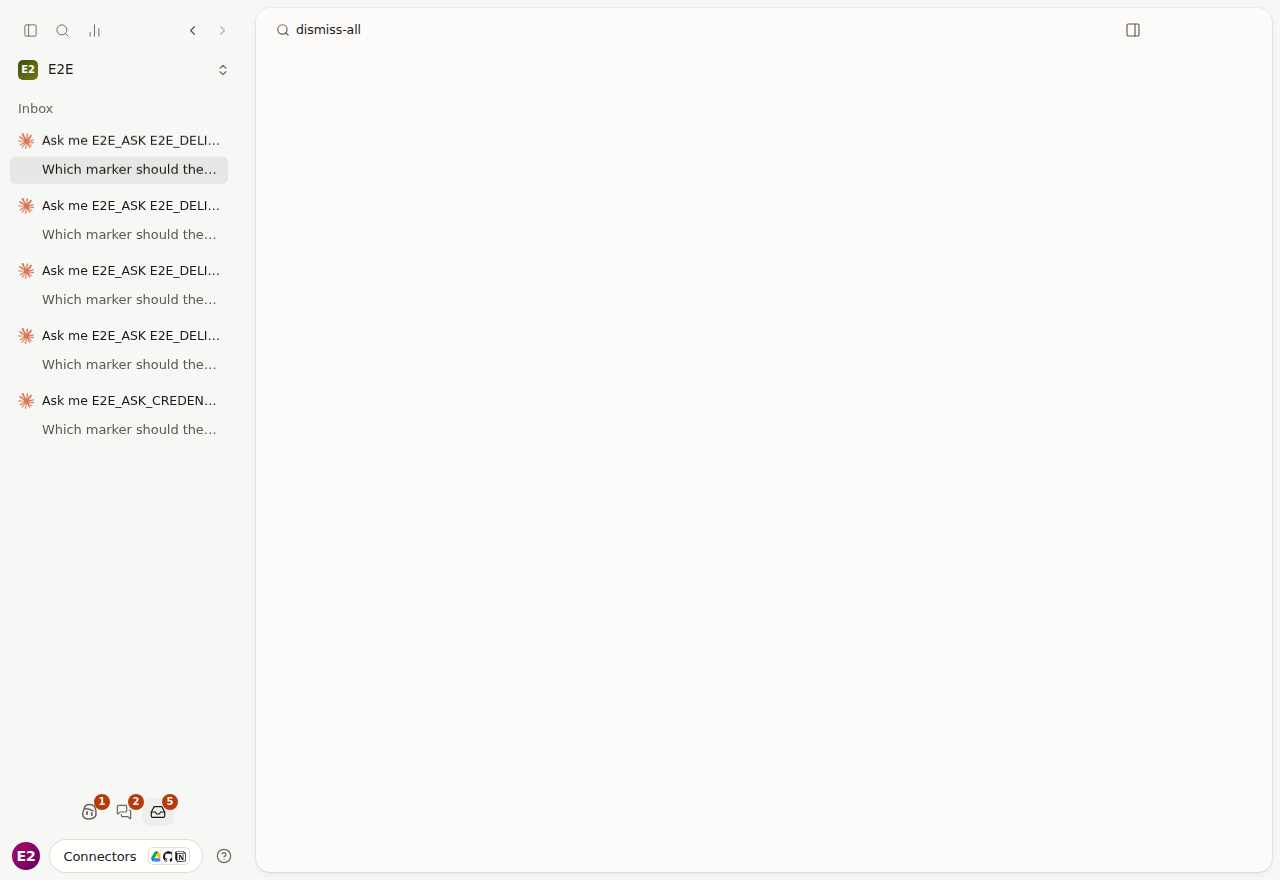 dismiss-all
E2 E2E
Inbox
Ask me E2E_ASK E2E_DELI...
Which marker should the...
Ask me E2E_ASK E2E_DELI...
Which marker should the...
Ask me E2E_ASK E2E_DELI...
Which marker should the...
Ask me E2E_ASK E2E_DELI...
Which marker should the...
Ask me E2E_ASK_CREDEN...
Which marker should the...
1 2 5
E2 Connectors